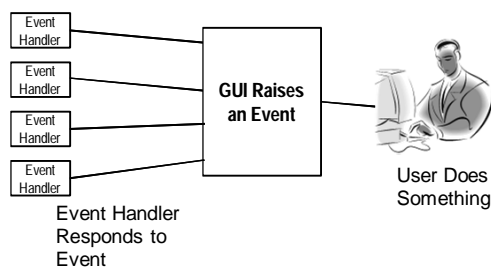 Event
Handler
Event
Handler
Event
Handler
Event
Handler
Event Handler
Responds to
Event
GUI Raises
an Event
User Does
Something